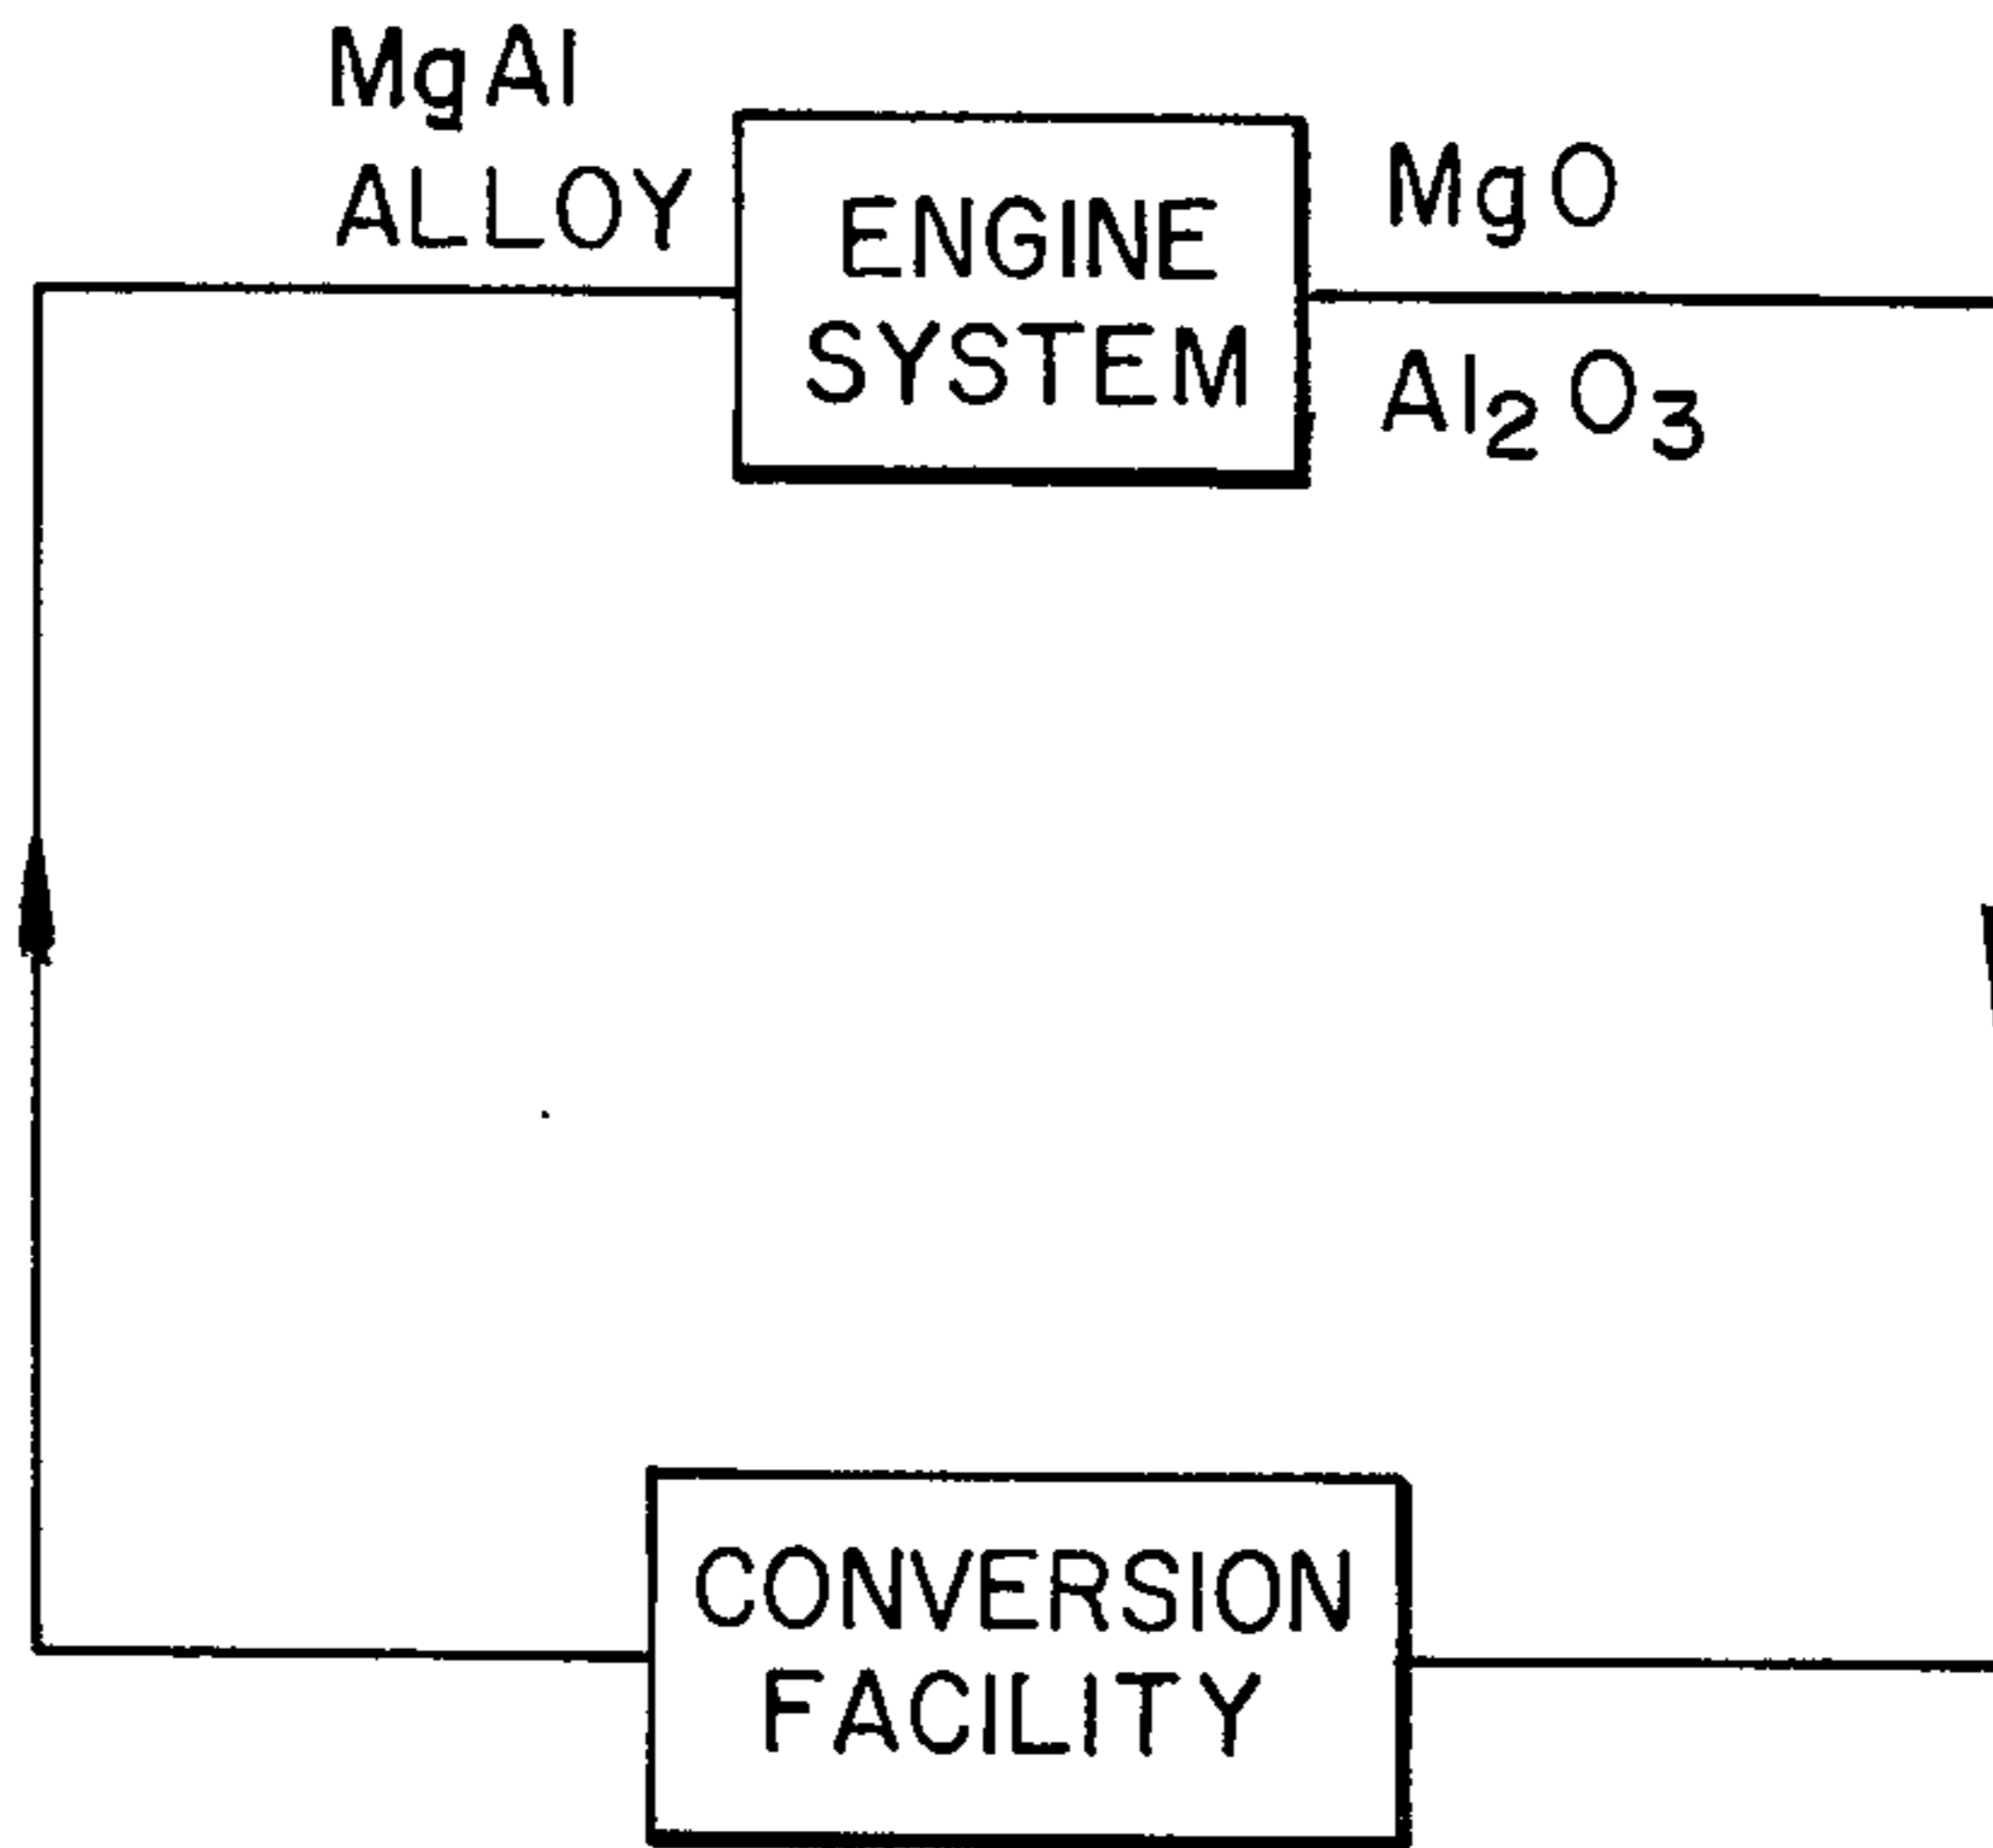 MgAl
ALLOY
ENGINE
SYSTEM
MgO
Al₂O₃
CONVERSION
FACILITY